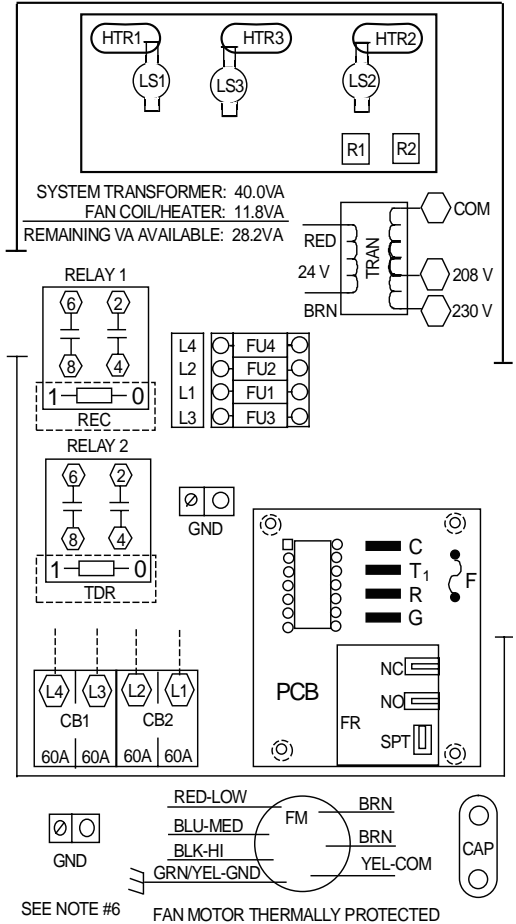 HTR1 HTR3 HTR2
LS1 LS3 LS2
R1 R2
SYSTEM TRANSFORMER: 40.0VA
FAN COIL/HEATER: 11.8VA
REMAINING VA AVAILABLE: 28.2VA
RED
24 V
BRN
TRAN
COM
208 V
230 V
RELAY 1
6 2
8 4
1 0
REC
L4 FU4
L2 FU2
L1 FU1
L3 FU3
RELAY 2
6 2
8 4
1 0
TDR
GND
C
T1
R
G
F
PCB
NC
NO
FR
SPT
L4 L3 L2 L1
CB1 CB2
60A 60A 60A 60A
GND
SEE NOTE #6
RED-LOW
BLU-MED
BLK-HI
GRN/YEL-GND
FM
BRN
BRN
YEL-COM
CAP
FAN MOTOR THERMALLY PROTECTED